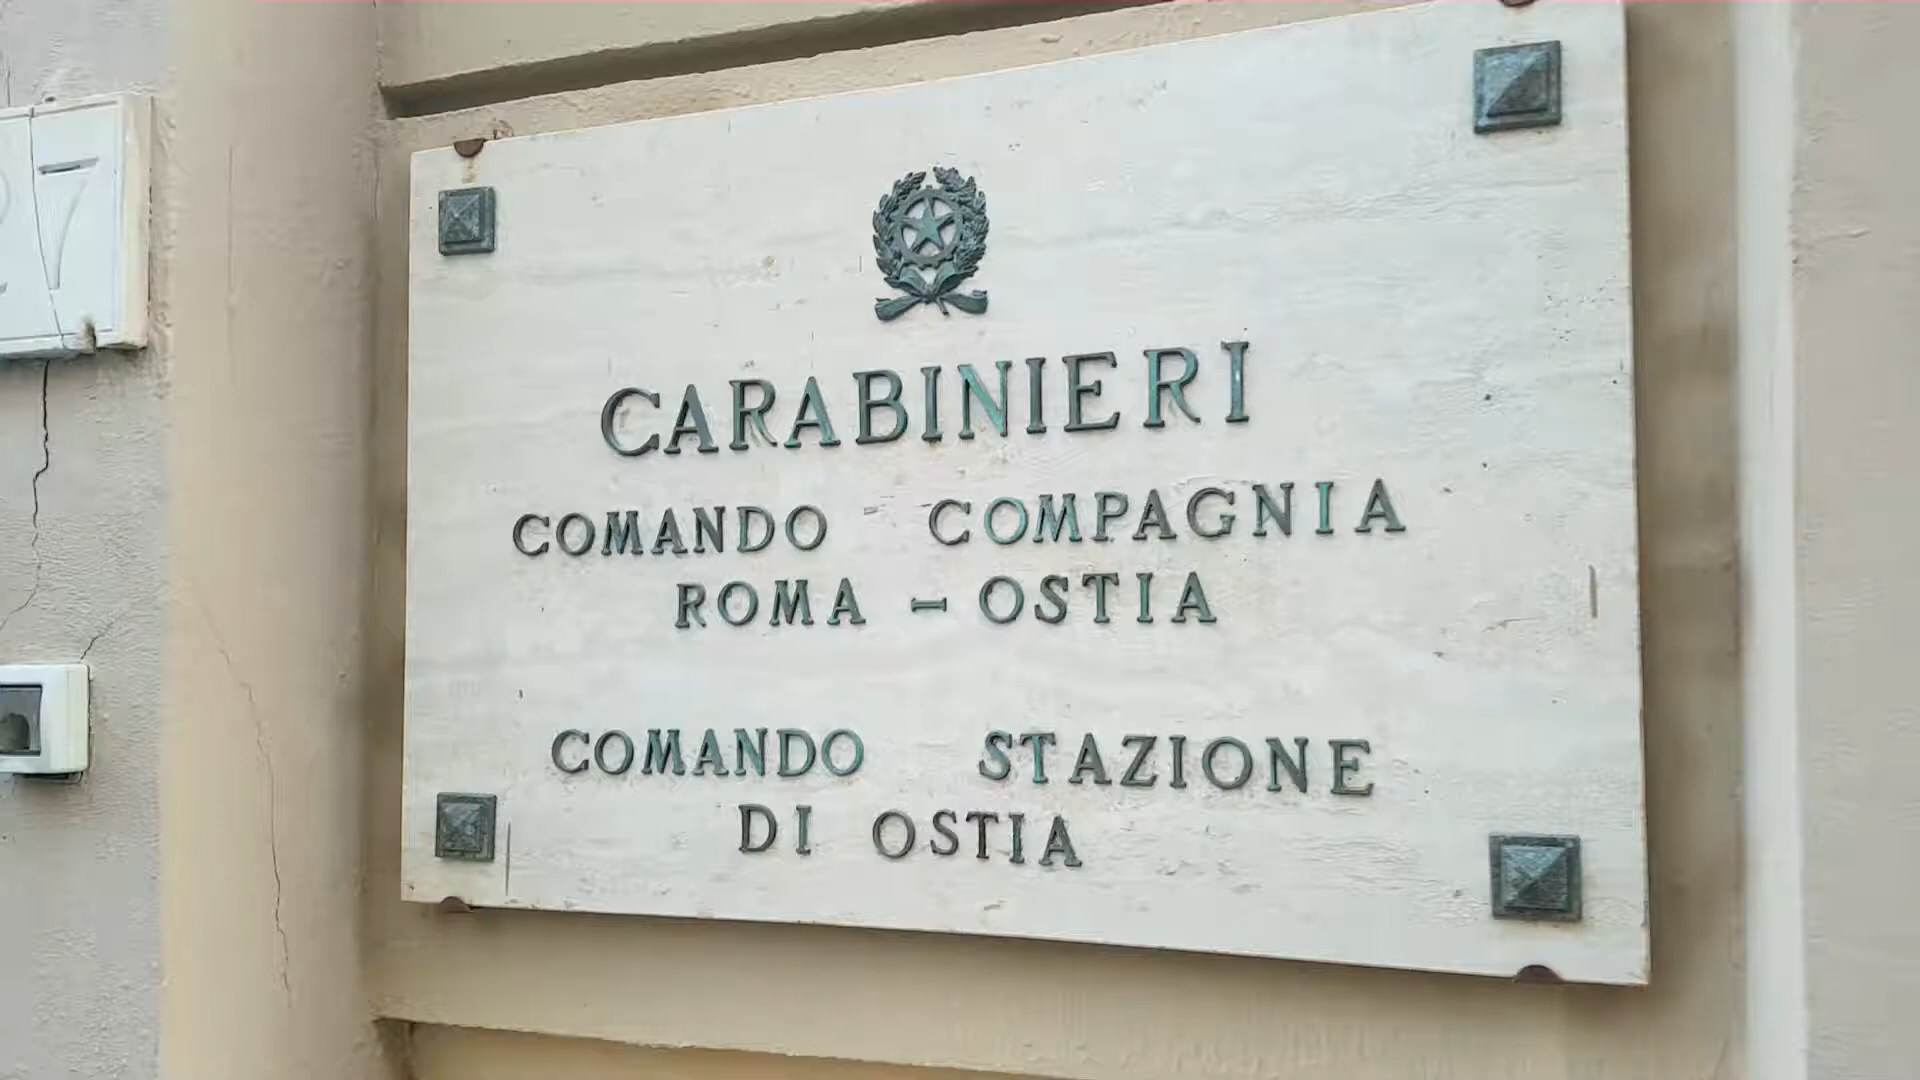 CARABINIERI
COMANDO COMPAGNIA
ROMA - OSTIA
COMANDO STAZIONE
DI OSTIA